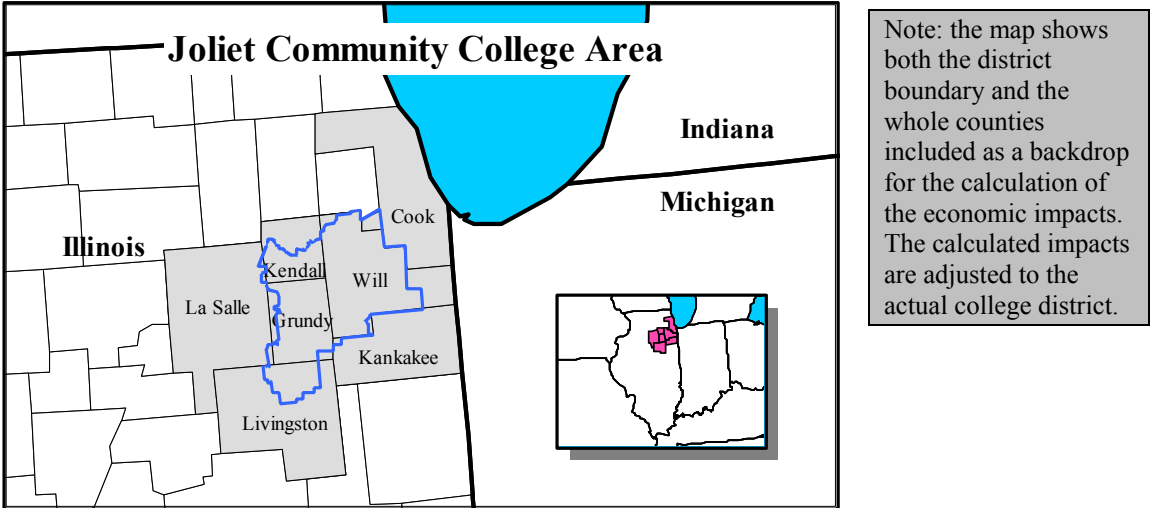 Joliet Community College Area
Indiana
Michigan
Cook
Illinois
Kendall
Will
La Salle
Grundy
Kankakee
Livingston
Note: the map shows
both the district
boundary and the
whole counties
included as a backdrop
for the calculation of
the economic impacts.
The calculated impacts
are adjusted to the
actual college district.